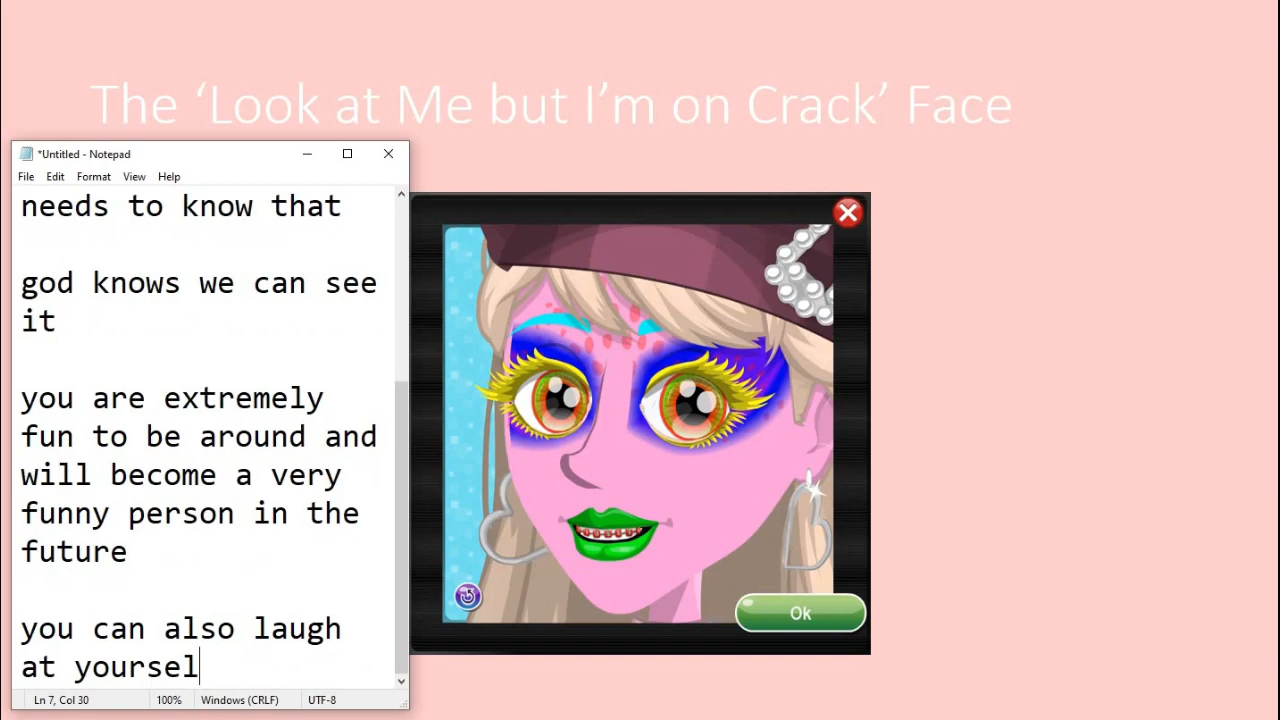 The ‘Look at Me but I’m on Crack’ Face
*Untitled - Notepad
File Edit Format View Help
needs to know that
god knows we can see
it
you are extremely
fun to be around and
will become a very
funny person in the
future
you can also laugh
at yoursel
Ln 7, Col 30 100% Windows (CRLF) UTF-8
Ok